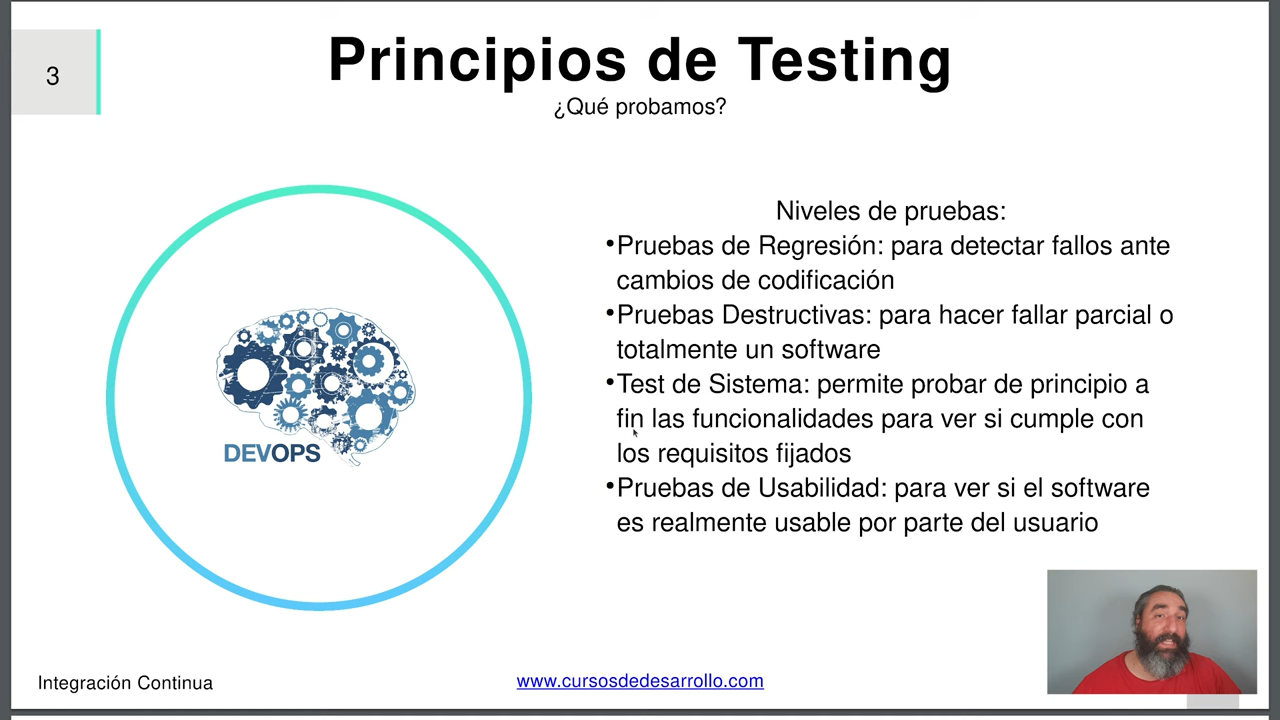 3
Principios de Testing
¿Qué probamos?
Niveles de pruebas:
•Pruebas de Regresión: para detectar fallos ante
cambios de codificación
•Pruebas Destructivas: para hacer fallar parcial o
totalmente un software
•Test de Sistema: permite probar de principio a
fin las funcionalidades para ver si cumple con
los requisitos fijados
•Pruebas de Usabilidad: para ver si el software
es realmente usable por parte del usuario
DEVOPS
Integración Continua
www.cursosdedesarrollo.com